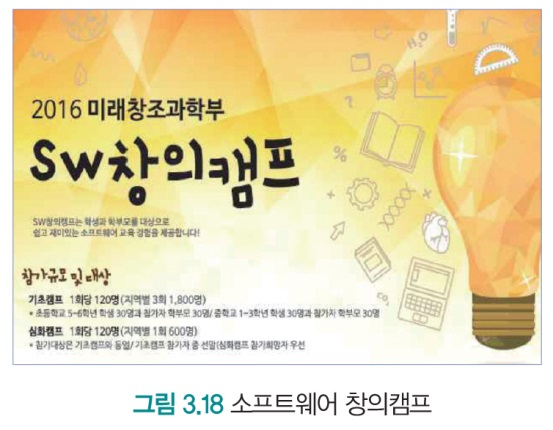 2016 미래창조과학부
SW창의캠프
SW창의캠프는 학생과 학부모를 대상으로
쉽고 재미있는 소프트웨어 교육 경험을 제공합니다!
참가규모 및 대상
기초캠프 1회당 120명(지역별 3회 1,800명)
* 초등학교 5~6학년 학생 30명과 참가자 학부모 30명/ 중학교 1~3학년 학생 30명과 참가자 학부모 30명
심화캠프 1회당 120명(지역별 1회 600명)
* 참가대상은 기초캠프와 동일/ 기초캠프 참가자 중 선발(심화캠프 참가희망자 우선
H₂O
?
%
CO₂
그림 3.18 소프트웨어 창의캠프